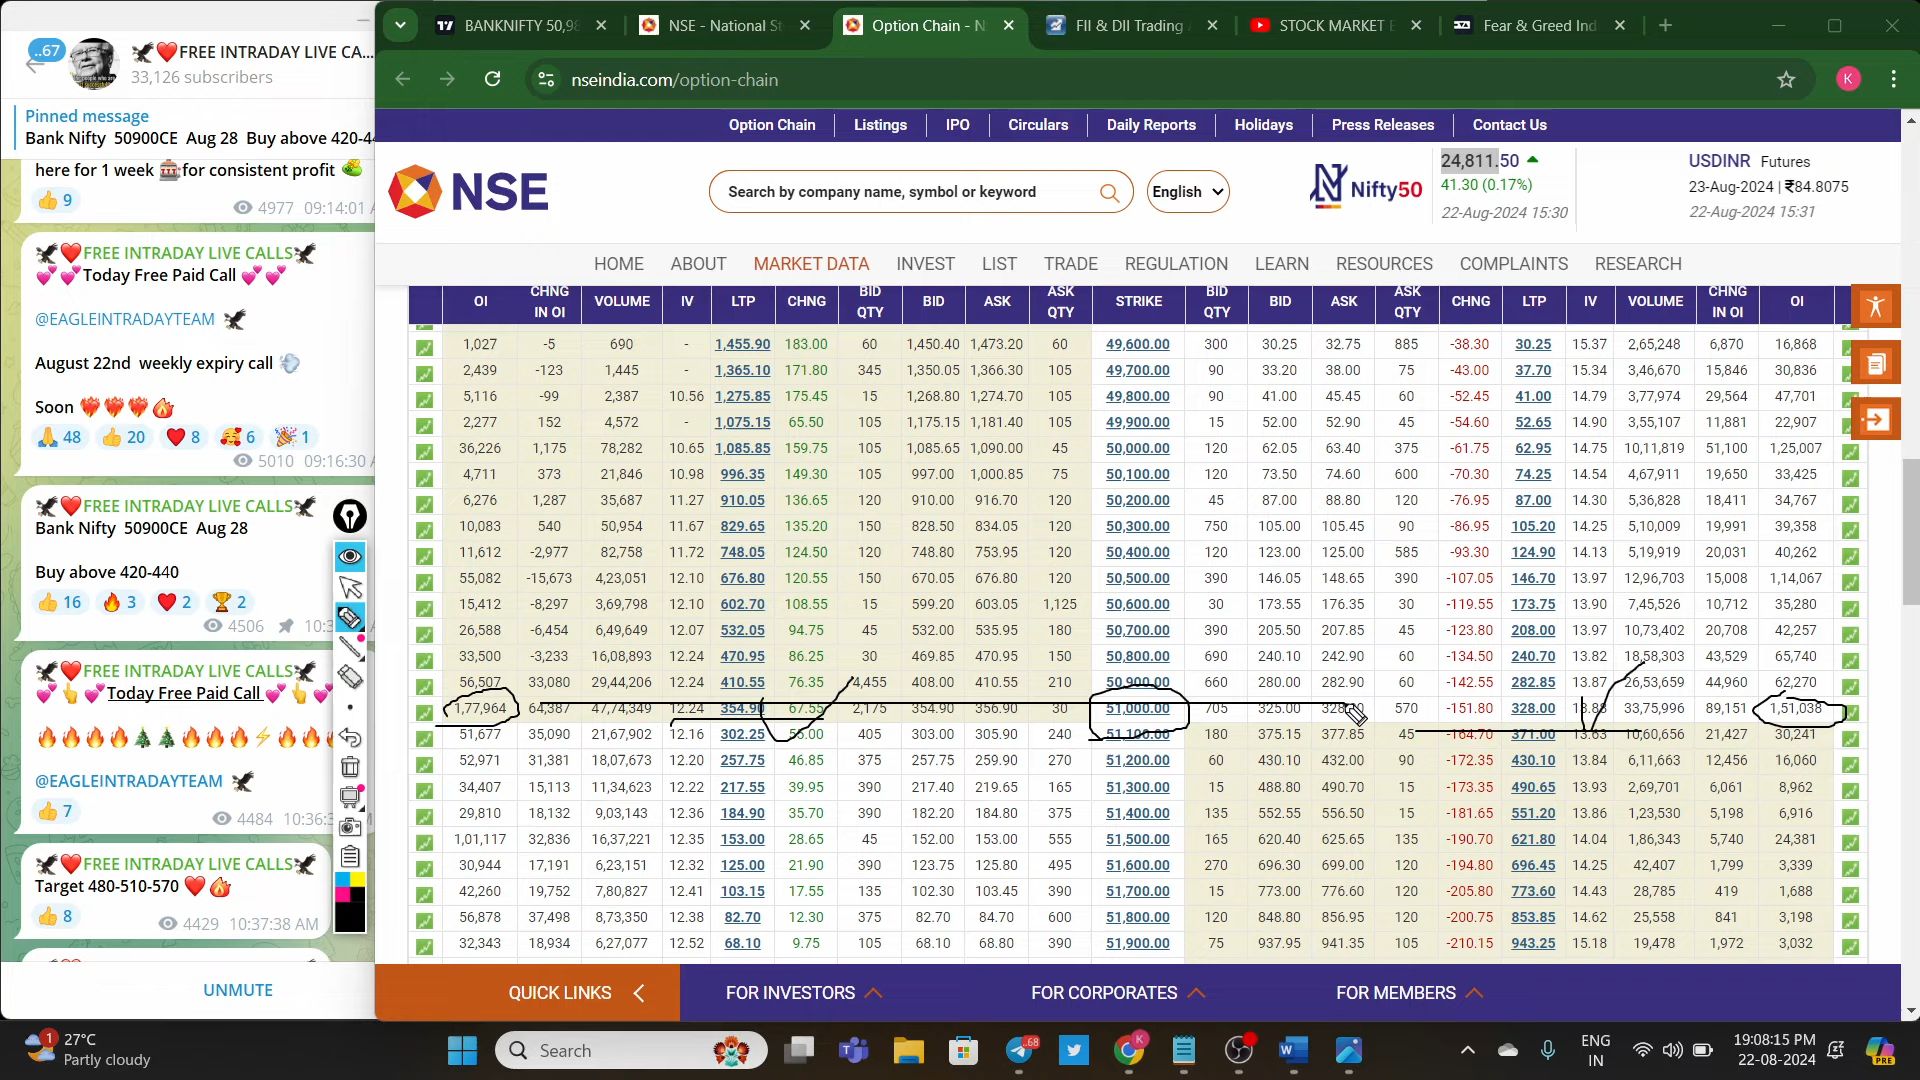 ..67
🦅❤️FREE INTRADAY LIVE CA...
33,126 subscribers
Pinned message
Bank Nifty 50900CE Aug 28 Buy above 420-4
here for 1 week 🎰for consistent profit 🤑
👍 9
4977 09:14:01
🦅❤️FREE INTRADAY LIVE CALLS🦅
💕💕Today Free Paid Call 💕💕
@EAGLEINTRADAYTEAM 🦅
August 22nd weekly expiry call 💨
Soon ❤️‍🔥❤️‍🔥❤️‍🔥🔥
🙏 48 👍 20 ❤️ 8 🥰 6 🎉 1
5010 09:16:30
🦅❤️FREE INTRADAY LIVE CALLS🦅
Bank Nifty 50900CE Aug 28
Buy above 420-440
👍 16 🔥 3 ❤️ 2 🏆 2
4506
🦅❤️FREE INTRADAY LIVE CALLS🦅
💕👆💕Today Free Paid Call 💕👆💕
@EAGLEINTRADAYTEAM 🦅
👍 7
4484 10:36:3
🦅❤️FREE INTRADAY LIVE CALLS🦅
Target 480-510-570 ❤️🔥
👍 8
4429 10:37:38 AM
UNMUTE
BANKNIFTY 50,98
NSE - National St
Option Chain - N
FII & DII Trading A
STOCK MARKET E
Fear & Greed Ind
nseindia.com/option-chain
K
Option Chain Listings IPO Circulars Daily Reports Holidays Press Releases Contact Us
NSE
Search by company name, symbol or keyword
English
Nifty50
24,811.50
41.30 (0.17%)
22-Aug-2024 15:30
USDINR Futures
23-Aug-2024 | ₹84.8075
22-Aug-2024 15:31
HOME ABOUT MARKET DATA INVEST LIST TRADE REGULATION LEARN RESOURCES COMPLAINTS RESEARCH
OI CHNG IN OI VOLUME IV LTP CHNG BID QTY BID ASK ASK QTY STRIKE BID QTY BID ASK ASK QTY CHNG LTP IV VOLUME CHNG IN OI OI
1,027 -5 690 - 1,455.90 183.00 60 1,450.40 1,473.20 60 49,600.00 300 30.25 32.75 885 -38.30 30.25 15.37 2,65,248 6,870 16,868
2,439 -123 1,445 - 1,365.10 171.80 345 1,350.05 1,366.30 105 49,700.00 90 33.20 38.00 75 -43.00 37.70 15.34 3,46,670 15,846 30,836
5,116 -99 2,387 10.56 1,275.85 175.45 15 1,268.80 1,274.70 105 49,800.00 90 41.00 45.45 60 -52.45 41.00 14.79 3,77,974 29,564 47,701
2,277 152 4,572 - 1,075.15 65.50 105 1,175.15 1,181.40 105 49,900.00 15 52.00 52.90 45 -54.60 52.65 14.90 3,55,107 11,881 22,907
36,226 1,175 78,282 10.65 1,085.85 159.75 105 1,085.65 1,090.00 45 50,000.00 120 62.05 63.40 375 -61.75 62.95 14.75 10,11,819 51,100 1,25,007
4,711 373 21,846 10.98 996.35 149.30 105 997.00 1,000.85 75 50,100.00 120 73.50 74.60 600 -70.30 74.25 14.54 4,67,911 19,650 33,425
6,276 1,287 35,687 11.27 910.05 136.65 120 910.00 916.70 120 50,200.00 45 87.00 88.80 120 -76.95 87.00 14.30 5,36,828 18,411 34,767
10,083 540 50,954 11.67 829.65 135.20 150 828.50 834.05 120 50,300.00 750 105.00 105.45 90 -86.95 105.20 14.25 5,10,009 19,991 39,358
11,612 -2,977 82,758 11.72 748.05 124.50 120 748.80 753.95 120 50,400.00 120 123.00 125.00 585 -93.30 124.90 14.13 5,19,919 20,031 40,262
55,082 -15,673 4,23,051 12.10 676.80 120.55 150 670.05 676.80 120 50,500.00 390 146.05 148.65 390 -107.05 146.70 13.97 12,96,703 15,008 1,14,067
15,412 -8,297 3,69,798 12.10 602.70 108.55 15 599.20 603.05 1,125 50,600.00 30 173.55 176.35 30 -119.55 173.75 13.90 7,45,526 10,712 35,280
26,588 -6,454 6,49,649 12.07 532.05 94.75 45 532.00 535.95 180 50,700.00 390 205.50 207.85 45 -123.80 208.00 13.97 10,73,402 20,708 42,257
33,500 -3,233 16,08,893 12.24 470.95 86.25 30 469.85 470.95 150 50,800.00 690 240.10 242.90 60 -134.50 240.70 13.82 18,58,303 43,529 65,740
56,507 33,080 29,44,206 12.24 410.55 76.35 4,455 408.00 410.55 210 50,900.00 660 280.00 282.90 60 -142.55 282.85 13.87 26,53,659 44,960 62,270
1,77,964 64,387 47,74,349 12.24 354.90 67.55 2,175 354.90 356.90 30 51,000.00 705 325.00 570 -151.80 328.00 13.88 33,75,996 89,151 1,51,038
51,677 35,090 21,67,902 12.16 302.25 405 303.00 305.90 240 51,100.00 180 375.15 377.85 45 -164.70 371.00 13.63 10,60,656 21,427 30,241
52,971 31,381 18,07,673 12.20 257.75 46.85 375 257.75 259.90 270 51,200.00 60 430.10 432.00 90 -172.35 430.10 13.84 6,11,663 12,456 16,060
34,407 15,113 11,34,623 12.22 217.55 39.95 390 217.40 219.65 165 51,300.00 15 488.80 490.70 15 -173.35 490.65 13.93 2,69,701 6,061 8,962
29,810 18,132 9,03,143 12.36 184.90 35.70 390 182.20 184.80 375 51,400.00 135 552.55 556.50 15 -181.65 551.20 13.86 1,23,530 5,198 6,916
1,01,117 32,836 16,37,221 12.35 153.00 28.65 45 152.00 153.00 555 51,500.00 165 620.40 625.65 135 -190.70 621.80 14.04 1,86,343 5,740 24,381
30,944 17,191 6,23,151 12.32 125.00 21.90 390 123.75 125.80 495 51,600.00 270 696.30 699.00 120 -194.80 696.45 14.25 42,407 1,799 3,339
42,260 19,752 7,80,827 12.41 103.15 17.55 135 102.30 103.45 390 51,700.00 15 773.00 776.60 120 -205.80 773.60 14.43 28,785 419 1,688
56,878 37,498 8,73,350 12.38 82.70 12.30 375 82.70 84.70 600 51,800.00 120 848.80 856.95 120 -200.75 853.85 14.62 25,558 841 3,198
32,343 18,934 6,27,077 12.52 68.10 9.75 105 68.10 68.80 390 51,900.00 75 937.95 941.35 105 -210.15 943.25 15.18 19,478 1,972 3,032
QUICK LINKS FOR INVESTORS FOR CORPORATES FOR MEMBERS
1
27°C
Partly cloudy
Search
..68
K
ENG
IN
19:08:15 PM
22-08-2024
PRE